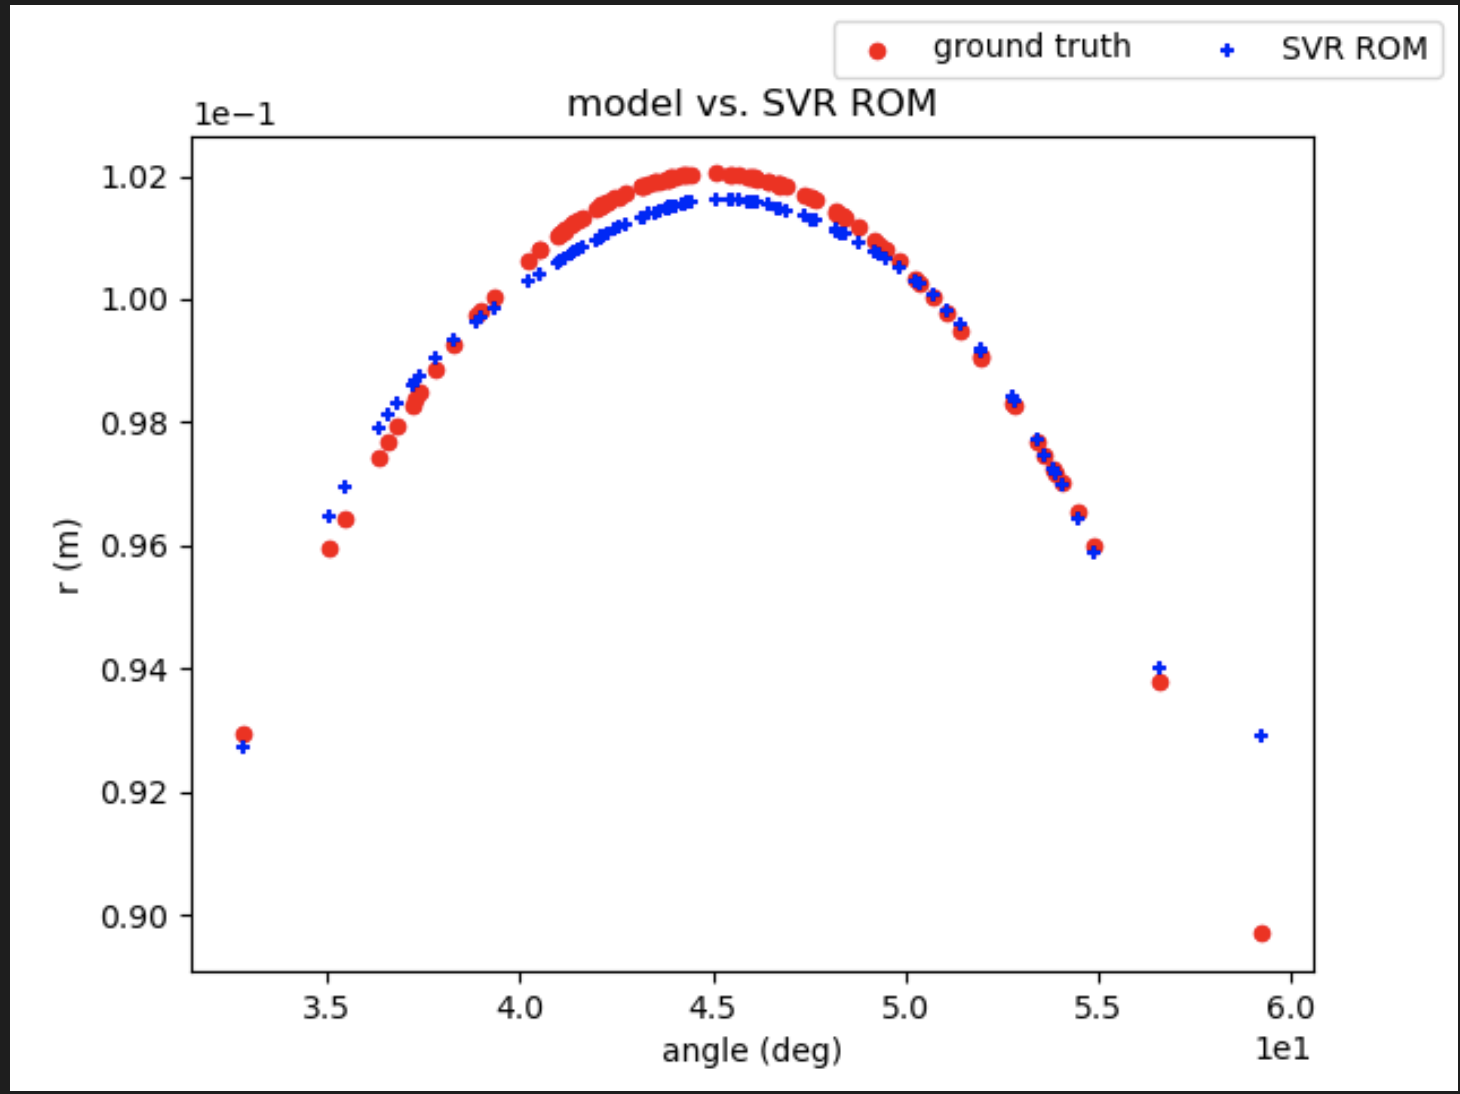 ground truth SVR ROM
model vs. SVR ROM
1e−1
1.02
1.00
0.98
0.96
0.94
0.92
0.90
r (m)
3.5 4.0 4.5 5.0 5.5 6.0
angle (deg)
1e1